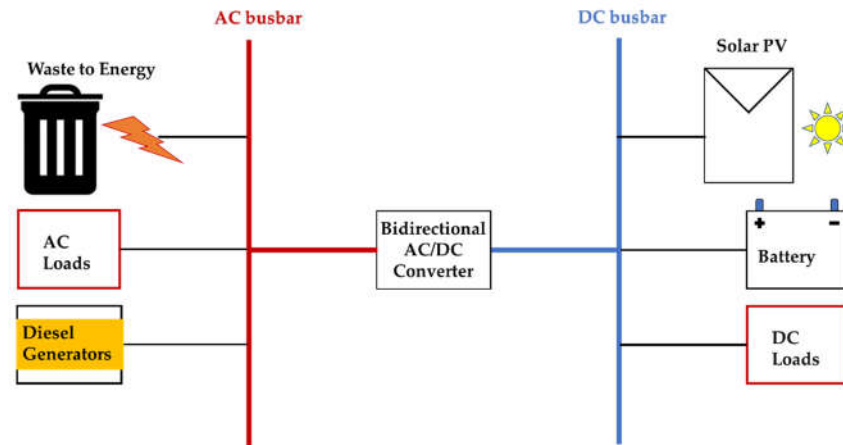 AC busbar
DC busbar
Waste to Energy
Solar PV
AC
Loads
Bidirectional
AC/DC
Converter
+ −
Battery
Diesel
Generators
DC
Loads